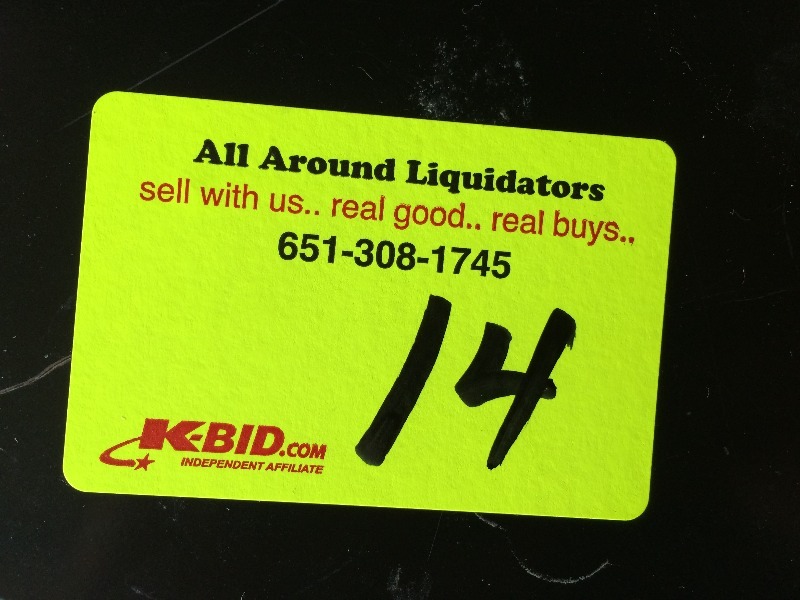 All Around Liquidators
sell with us.. real good.. real buys..
651-308-1745
14
K-BID.COM
INDEPENDENT AFFILIATE